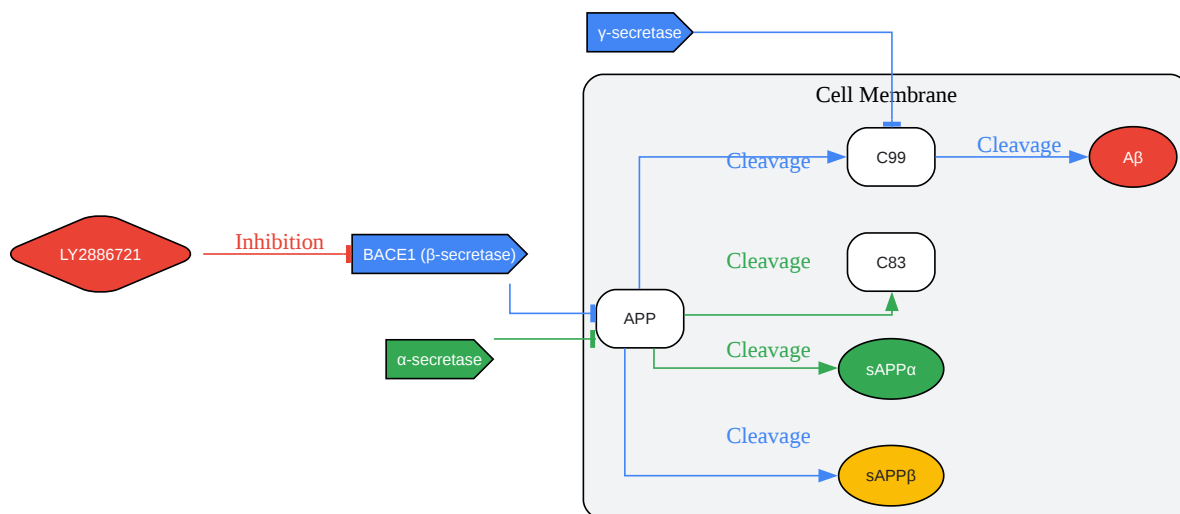 γ-secretase
Cell Membrane
Cleavage
C99
Cleavage
Aβ
LY2886721
Inhibition
BACE1 (β-secretase)
Cleavage
C83
APP
α-secretase
Cleavage
sAPPα
Cleavage
sAPPβ